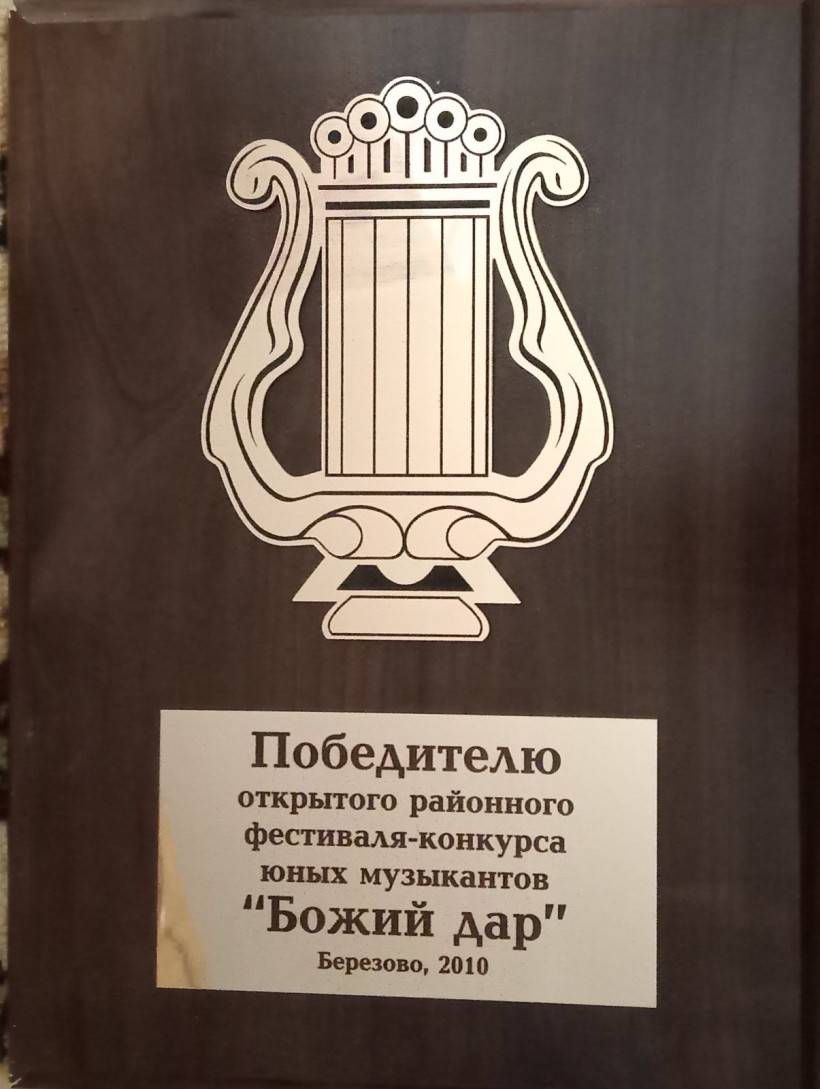 Победителю
открытого районного
фестиваля-конкурса
юных музыкантов
“Божий дар”
Березово, 2010